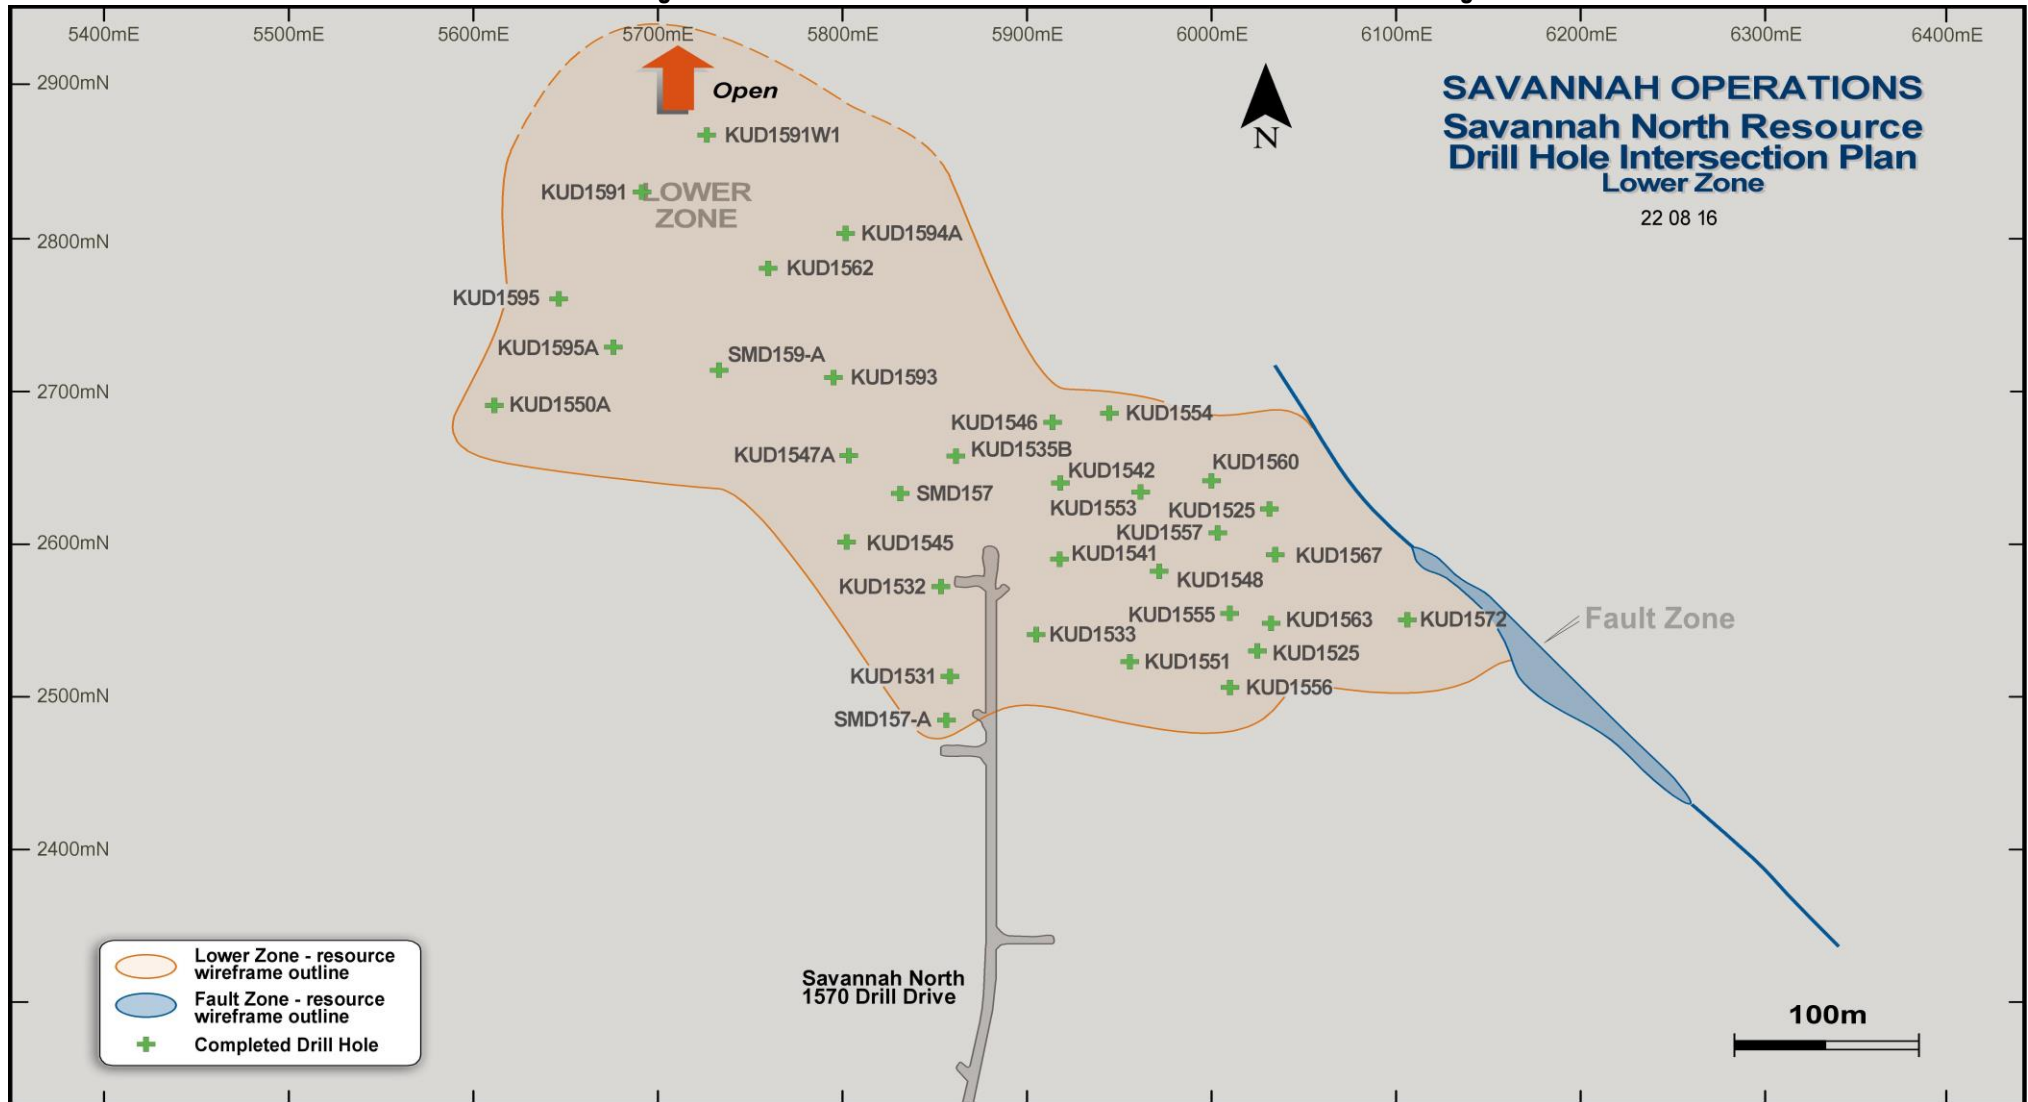 5400mE 5500mE 5600mE 5700mE 5800mE 5900mE 6000mE 6100mE 6200mE 6300mE 6400mE
2900mN
2800mN
2700mN
2600mN
2500mN
2400mN
Open
N
SAVANNAH OPERATIONS
Savannah North Resource
Drill Hole Intersection Plan
Lower Zone
22 08 16
KUD1591W1
KUD1591
LOWER
ZONE
KUD1594A
KUD1562
KUD1595
KUD1595A
SMD159-A
KUD1593
KUD1550A
KUD1554
KUD1546
KUD1535B
KUD1547A
KUD1542
KUD1560
SMD157
KUD1553
KUD1525
KUD1557
KUD1545
KUD1541
KUD1567
KUD1548
KUD1532
KUD1555
KUD1563
KUD1572
Fault Zone
KUD1533
KUD1525
KUD1551
KUD1531
KUD1556
SMD157-A
Savannah North
1570 Drill Drive
Lower Zone - resource
wireframe outline
Fault Zone - resource
wireframe outline
Completed Drill Hole
100m